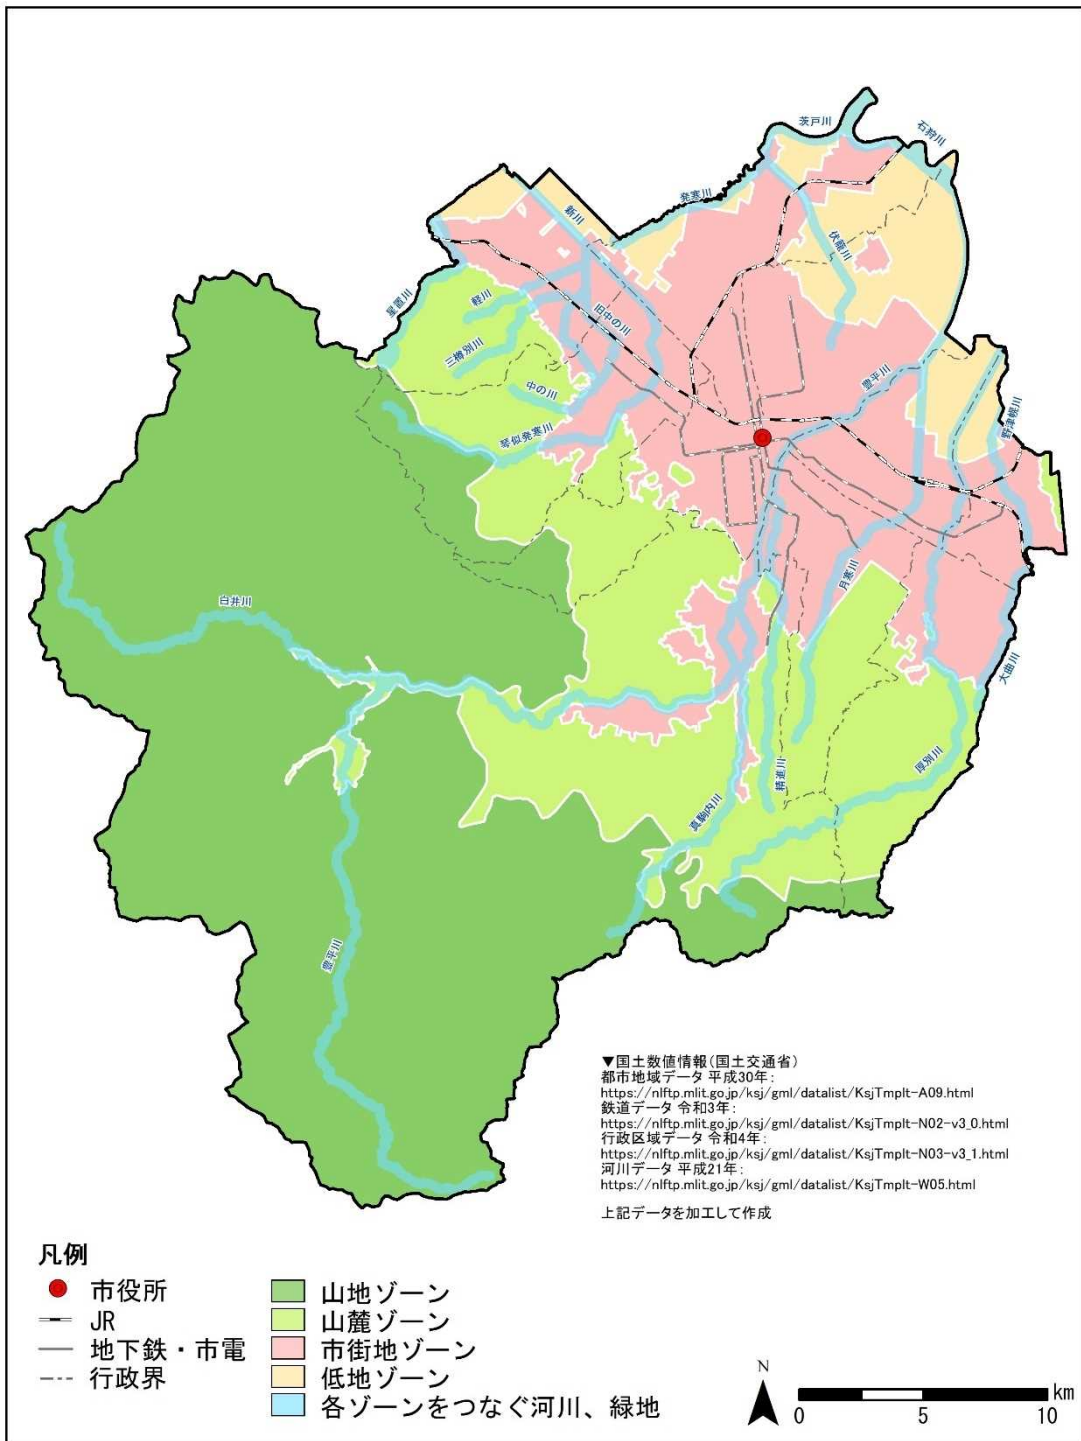 茨戸川
石狩川
発寒川
新川
伏籠川
星置川
軽川
旧中の川
三樽別川
中の川
豊平川
野津幌川
琴似発寒川
月寒川
白井川
大曲川
厚別川
精進川
真駒内川
豊平川
▼国土数値情報(国土交通省)
都市地域データ 平成30年:
https://nlftp.mlit.go.jp/ksj/gml/datalist/KsjTmplt-A09.html
鉄道データ 令和3年:
https://nlftp.mlit.go.jp/ksj/gml/datalist/KsjTmplt-N02-v3_0.html
行政区域データ 令和4年:
https://nlftp.mlit.go.jp/ksj/gml/datalist/KsjTmplt-N03-v3_1.html
河川データ 平成21年:
https://nlftp.mlit.go.jp/ksj/gml/datalist/KsjTmplt-W05.html
上記データを加工して作成
凡例
市役所
JR
地下鉄・市電
行政界
山地ゾーン
山麓ゾーン
市街地ゾーン
低地ゾーン
各ゾーンをつなぐ河川、緑地
N
km
0 5 10